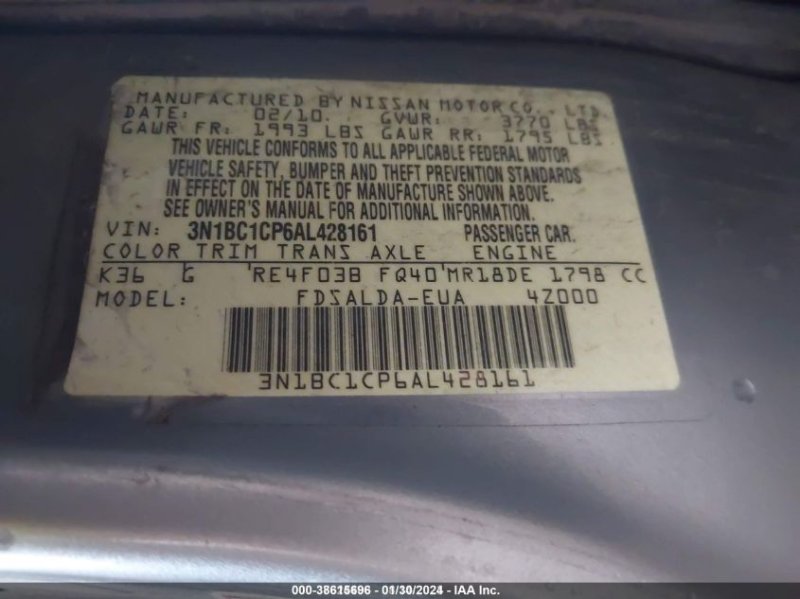 MANUFACTURED BY NISSAN MOTOR CO., LTD
DATE: 02/10. GVWR: 3770 LBS
GAWR FR: 1993 LBS GAWR RR: 1795 LBS
THIS VEHICLE CONFORMS TO ALL APPLICABLE FEDERAL MOTOR
VEHICLE SAFETY, BUMPER AND THEFT PREVENTION STANDARDS
IN EFFECT ON THE DATE OF MANUFACTURE SHOWN ABOVE.
SEE OWNER'S MANUAL FOR ADDITIONAL INFORMATION.
VIN: 3N1BC1CP6AL428161 PASSENGER CAR.
COLOR TRIM TRANS AXLE ENGINE
K36 G RE4F03B FQ40 MR18DE 1798 CC
MODEL: FDSALDA-EUA 4Z000
3N1BC1CP6AL428161
000-38615696 - 01/30/2024 - IAA Inc.